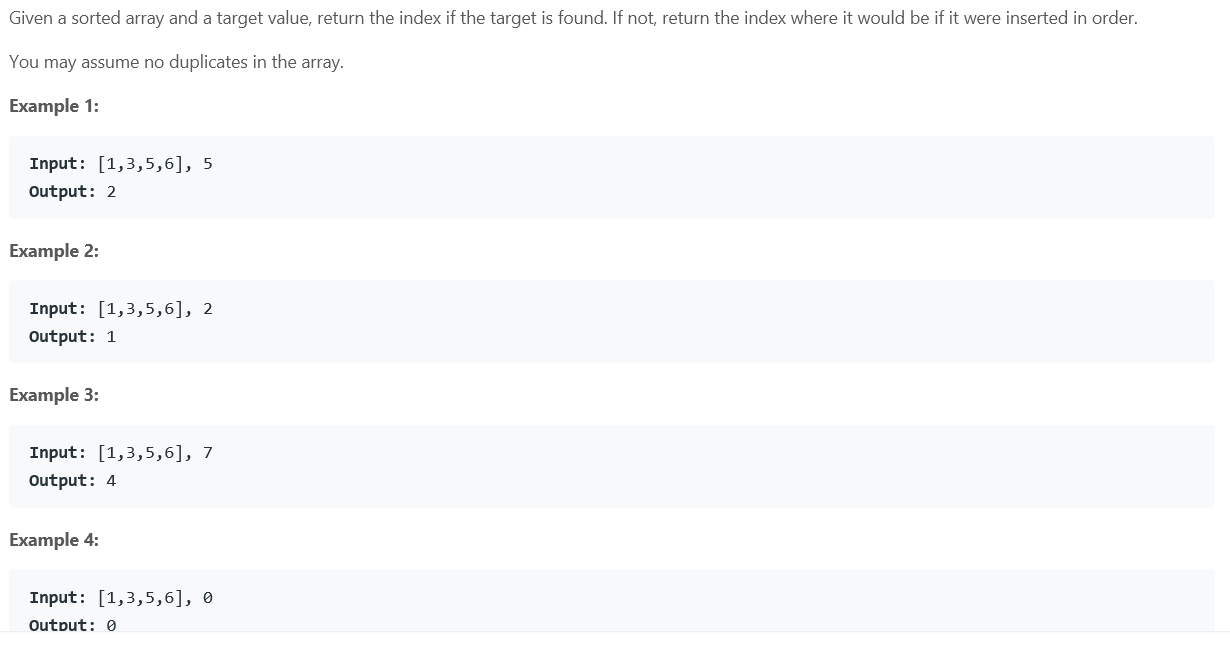 Given a sorted array and a target value, return the index if the target is found. If not, return the index where it would be if it were inserted in order.
You may assume no duplicates in the array.
Example 1:
Input: [1,3,5,6], 5
Output: 2
Example 2:
Input: [1,3,5,6], 2
Output: 1
Example 3:
Input: [1,3,5,6], 7
Output: 4
Example 4:
Input: [1,3,5,6], 0
Output: 0